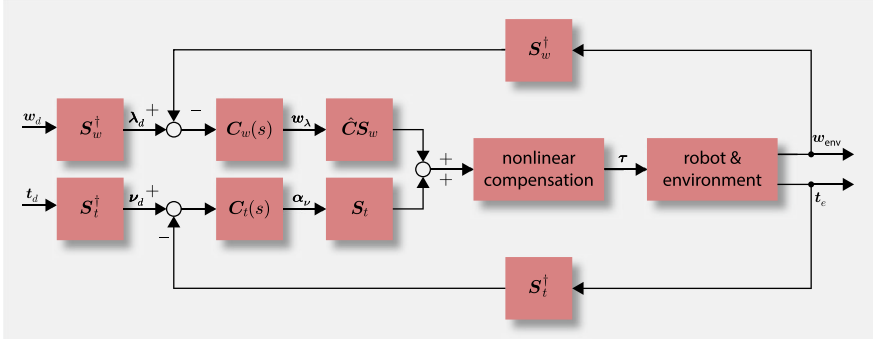 S_w^†
w_d
S_w^†
λ_d
+
−
C_w(s)
w_λ
ĈS_w
+
+
nonlinear
compensation
τ
robot &
environment
w_env
t_e
t_d
S_t^†
ν_d
+
−
C_t(s)
α_ν
S_t
S_t^†